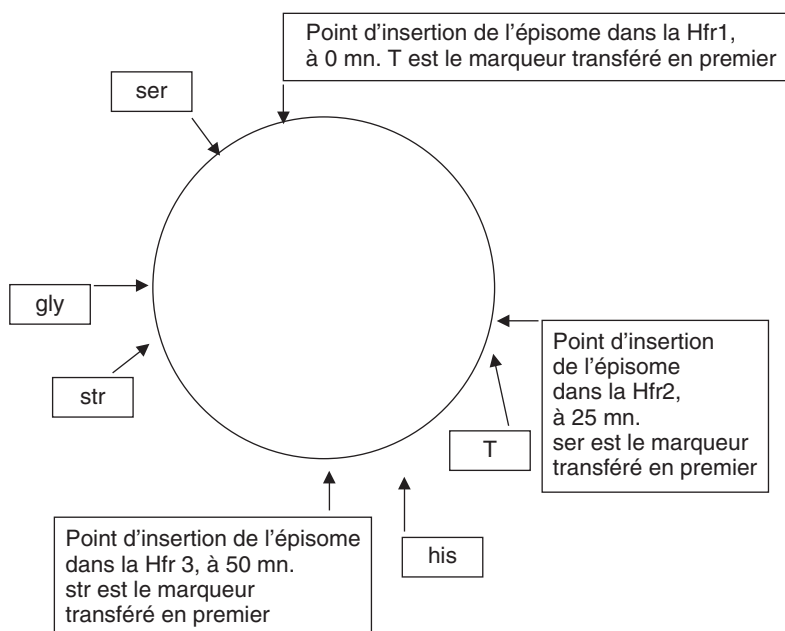 Point d’insertion de l’épisome dans la Hfr1,
à 0 mn. T est le marqueur transféré en premier
ser
gly
str
Point d’insertion
de l’épisome
dans la Hfr2,
à 25 mn.
ser est le marqueur
transféré en premier
T
his
Point d’insertion de l’épisome
dans la Hfr 3, à 50 mn.
str est le marqueur
transféré en premier